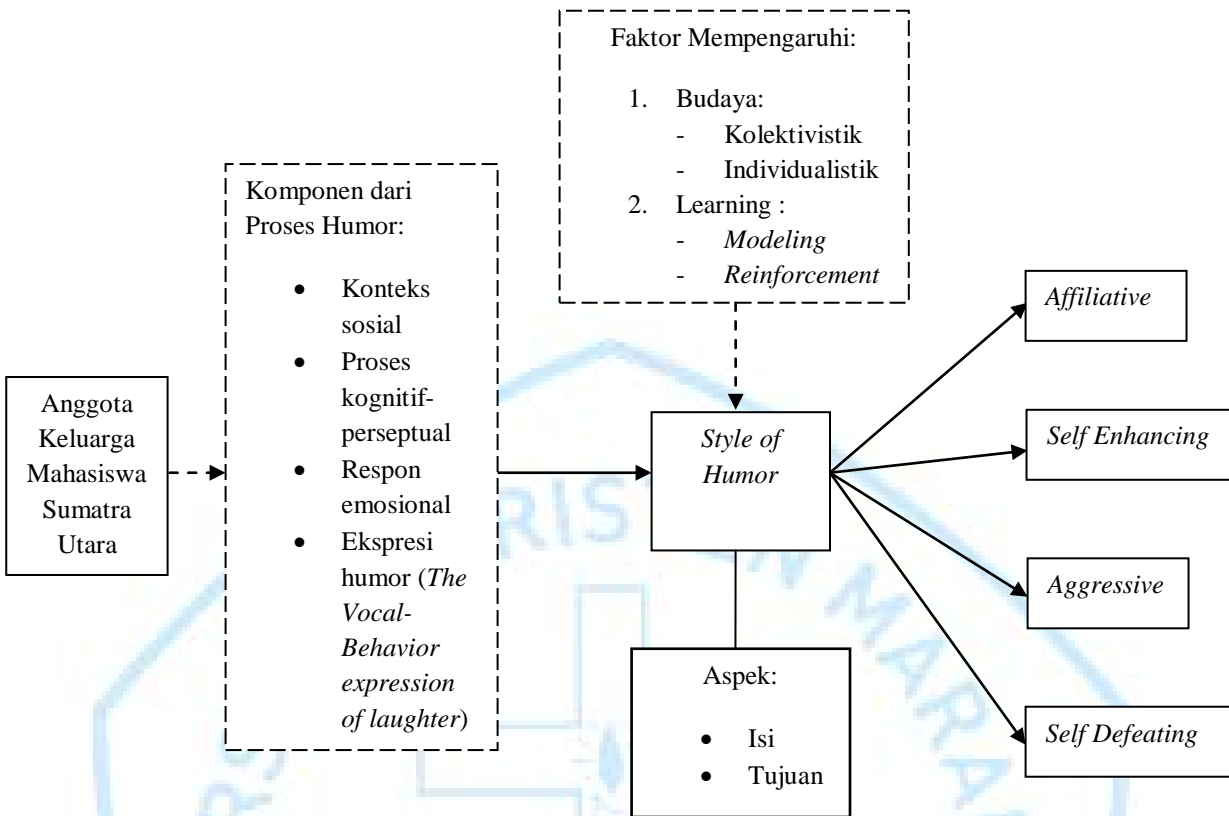 Faktor Mempengaruhi:
1. Budaya:
- Kolektivistik
- Individualistik
2. Learning :
- Modeling
- Reinforcement
Komponen dari
Proses Humor:
• Konteks
sosial
• Proses
kognitif-
perseptual
• Respon
emosional
• Ekspresi
humor (The
Vocal-
Behavior
expression
of laughter)
Anggota
Keluarga
Mahasiswa
Sumatra
Utara
Style of
Humor
Aspek:
• Isi
• Tujuan
Affiliative
Self Enhancing
Aggressive
Self Defeating